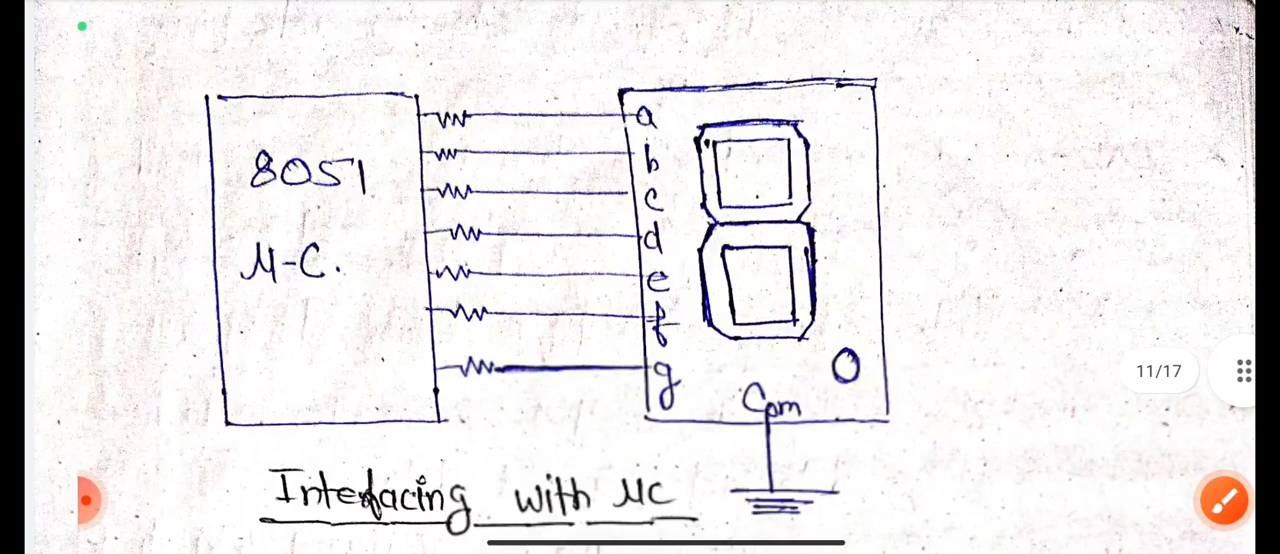 8051
M-C.
a
b
c
d
e
f
g
Com
11/17
Interfacing with MC